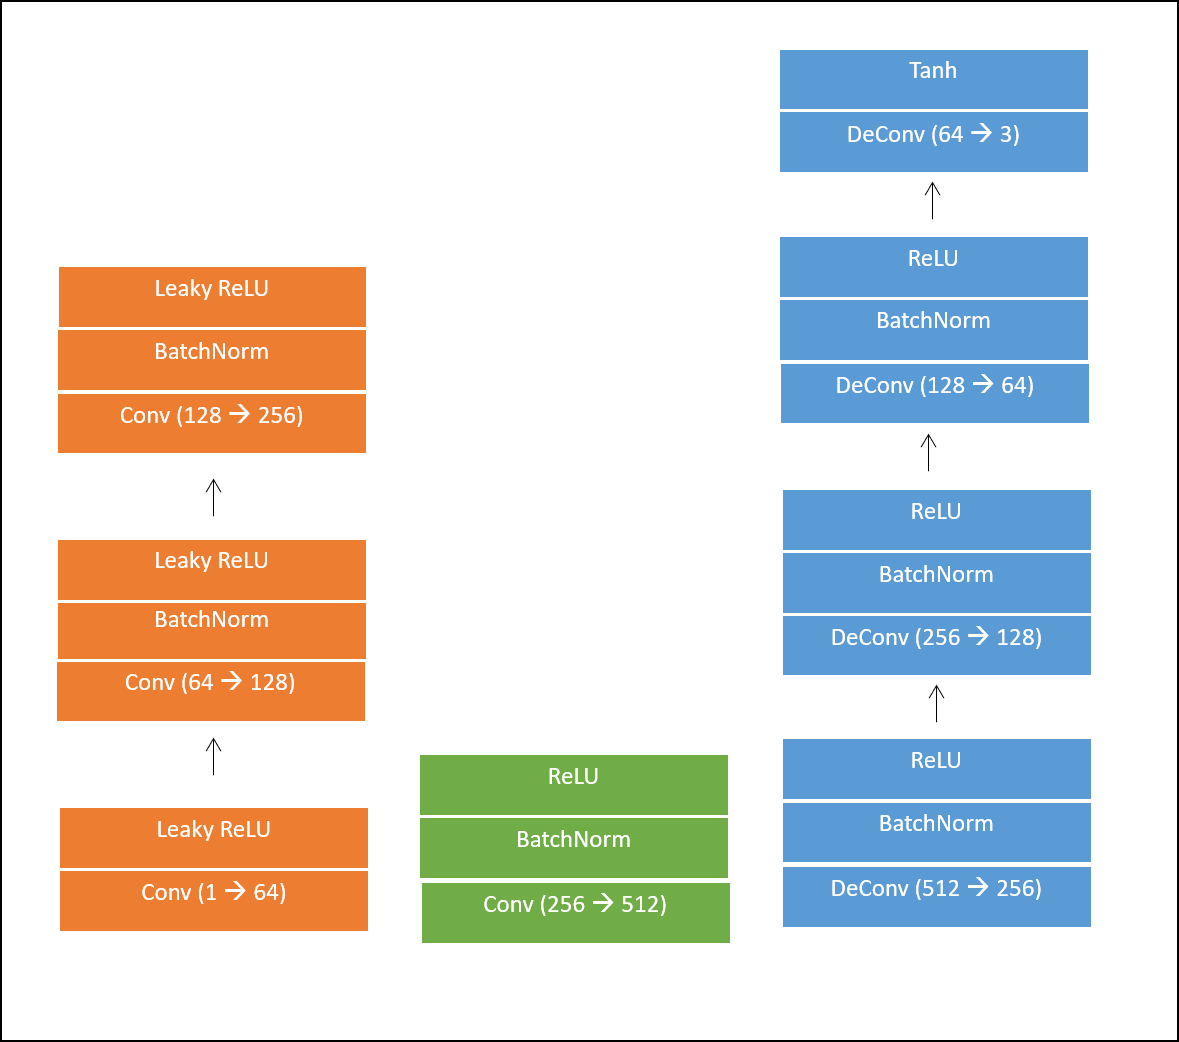 Leaky ReLU
BatchNorm
Conv (128 → 256)
Leaky ReLU
BatchNorm
Conv (64 → 128)
Leaky ReLU
Conv (1 → 64)
ReLU
BatchNorm
Conv (256 → 512)
Tanh
DeConv (64 → 3)
ReLU
BatchNorm
DeConv (128 → 64)
ReLU
BatchNorm
DeConv (256 → 128)
ReLU
BatchNorm
DeConv (512 → 256)